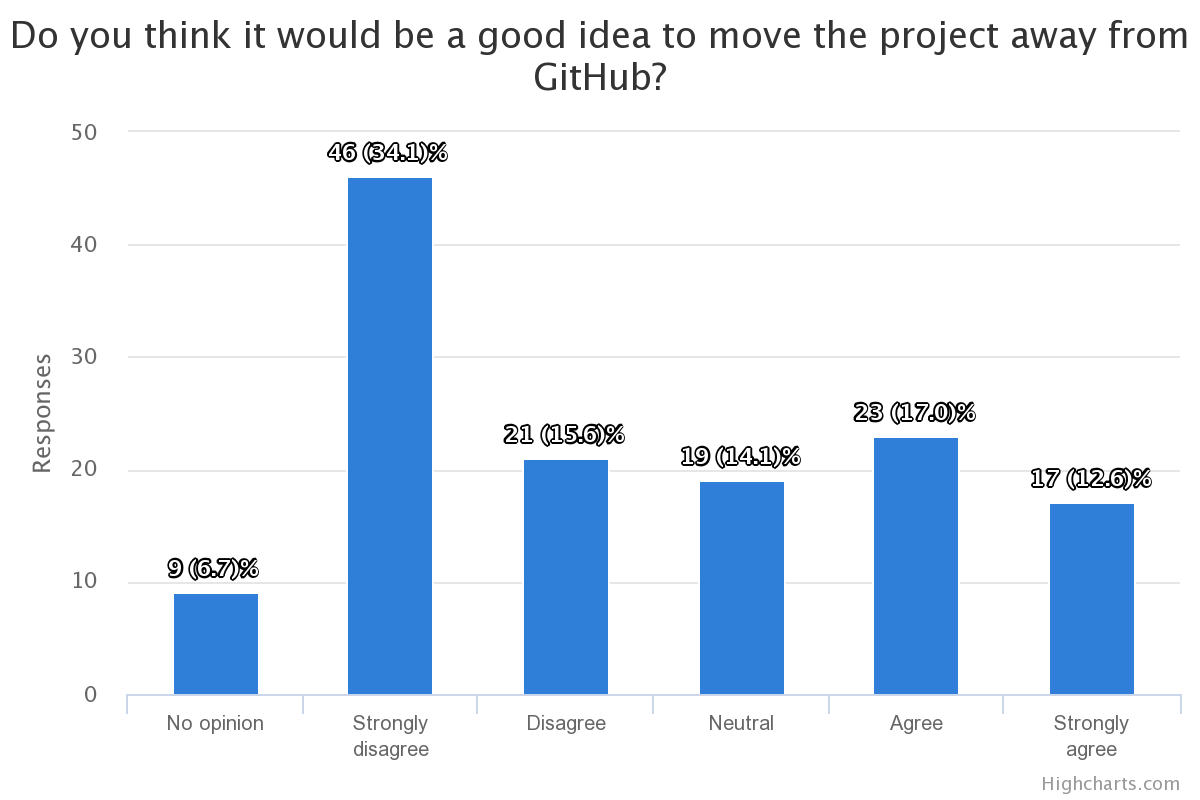 Do you think it would be a good idea to move the project away from
GitHub?
50
40
30
20
10
0
Responses
9 (6.7)%
46 (34.1)%
21 (15.6)%
19 (14.1)%
23 (17.0)%
17 (12.6)%
No opinion
Strongly
disagree
Disagree
Neutral
Agree
Strongly
agree
Highcharts.com